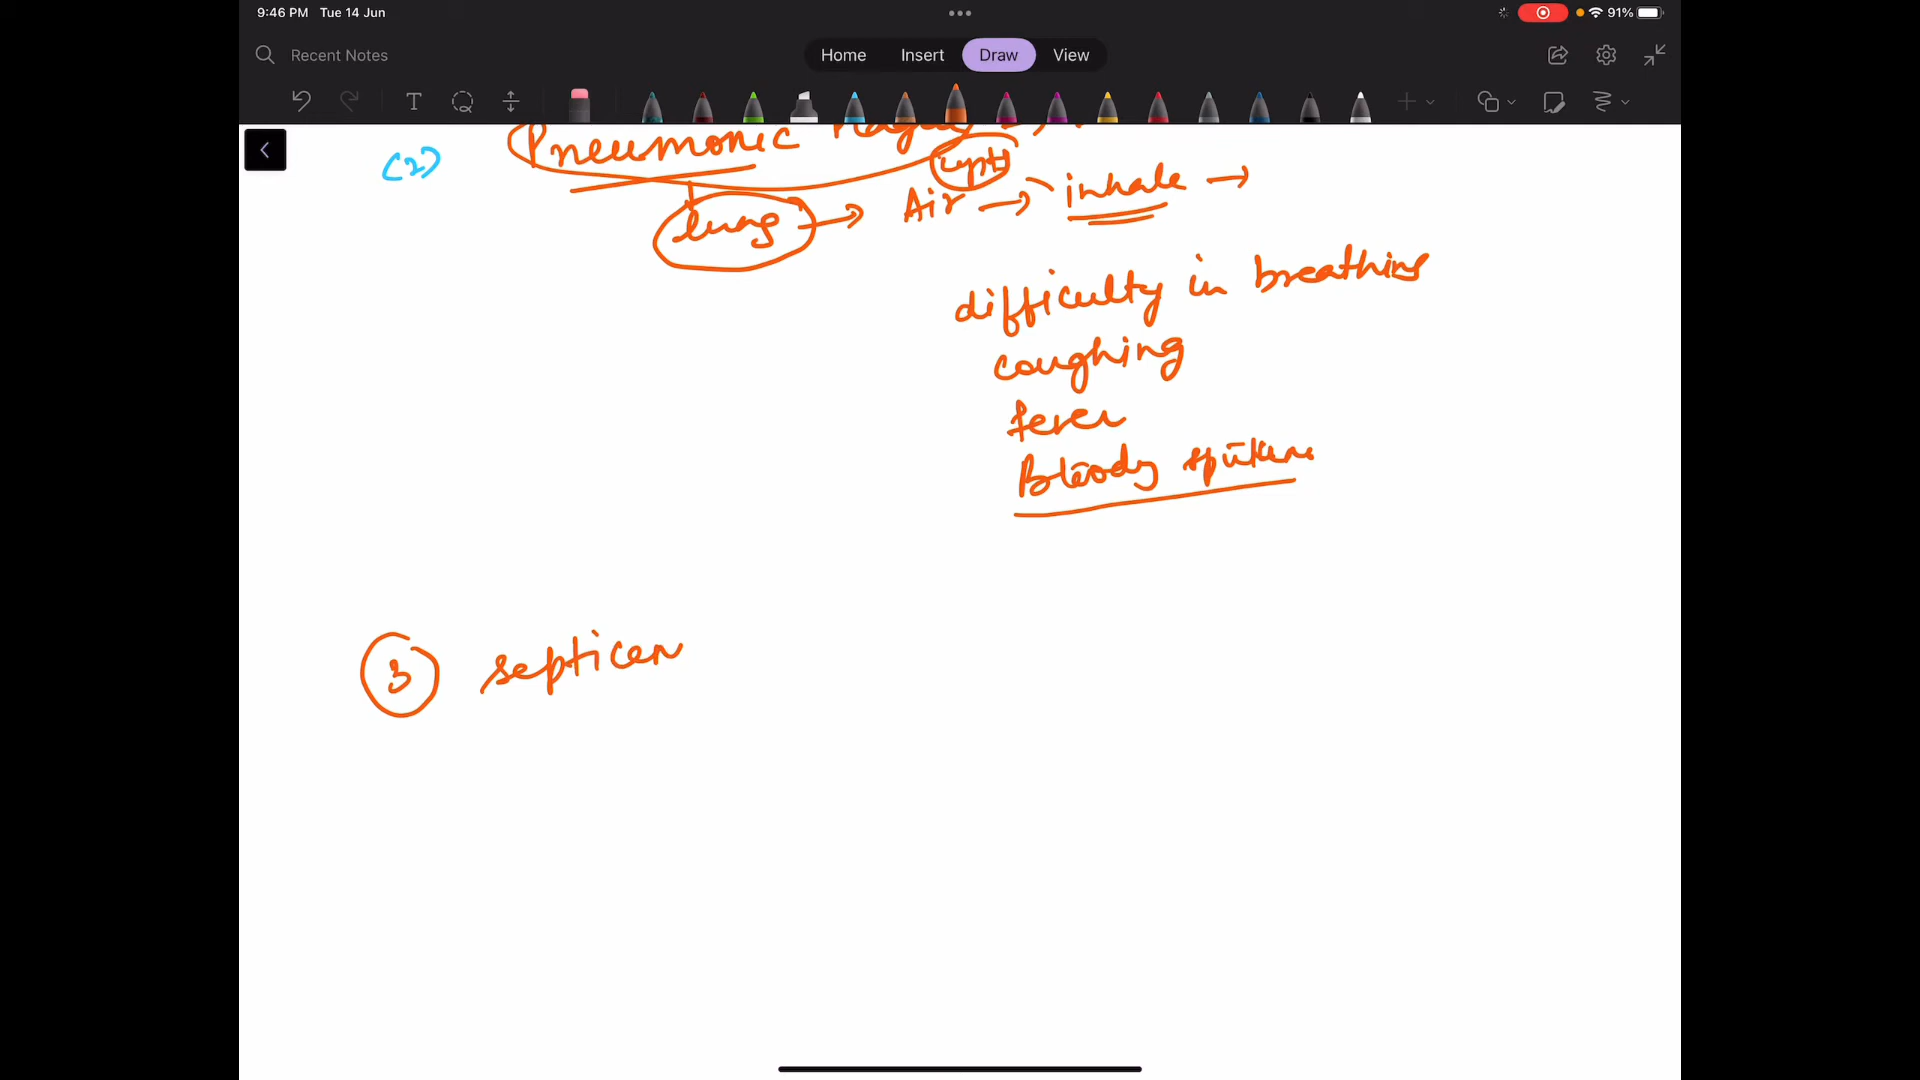 9:46 PM Tue 14 Jun
91%
Recent Notes
Home Insert Draw View
T
(2) Pneumonic Plague
lung → Air → inhale →
difficulty in breathing
coughing
fever
Bloody sputum
3 septicem